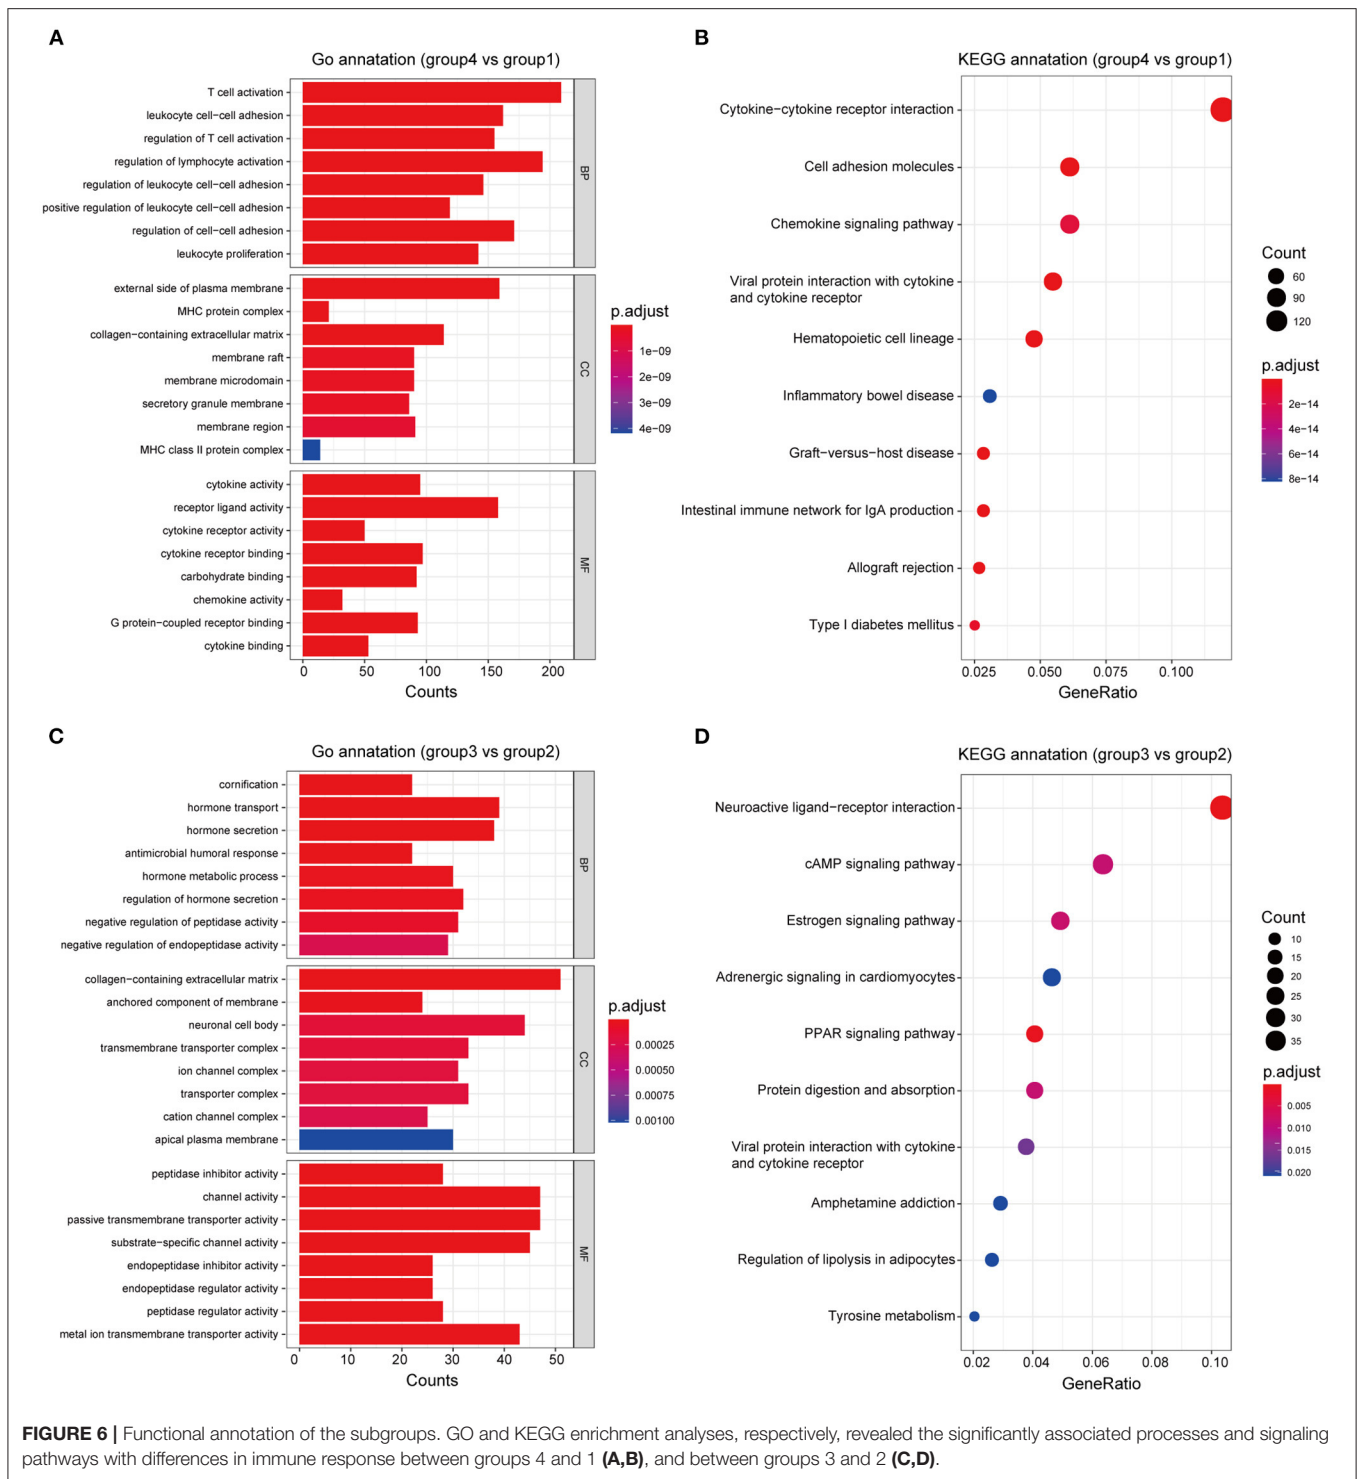 A
Go annatation (group4 vs group1)
T cell activation
leukocyte cell−cell adhesion
regulation of T cell activation
regulation of lymphocyte activation
regulation of leukocyte cell−cell adhesion
positive regulation of leukocyte cell−cell adhesion
regulation of cell−cell adhesion
leukocyte proliferation
BP
external side of plasma membrane
MHC protein complex
collagen−containing extracellular matrix
membrane raft
membrane microdomain
secretory granule membrane
membrane region
MHC class II protein complex
CC
cytokine activity
receptor ligand activity
cytokine receptor activity
cytokine receptor binding
carbohydrate binding
chemokine activity
G protein−coupled receptor binding
cytokine binding
MF
0 50 100 150 200
Counts
p.adjust
1e−09
2e−09
3e−09
4e−09
B
KEGG annatation (group4 vs group1)
Cytokine−cytokine receptor interaction
Cell adhesion molecules
Chemokine signaling pathway
Viral protein interaction with cytokine
and cytokine receptor
Hematopoietic cell lineage
Inflammatory bowel disease
Graft−versus−host disease
Intestinal immune network for IgA production
Allograft rejection
Type I diabetes mellitus
0.025 0.050 0.075 0.100
GeneRatio
Count
60
90
120
p.adjust
2e−14
4e−14
6e−14
8e−14
C
Go annatation (group3 vs group2)
cornification
hormone transport
hormone secretion
antimicrobial humoral response
hormone metabolic process
regulation of hormone secretion
negative regulation of peptidase activity
negative regulation of endopeptidase activity
BP
collagen−containing extracellular matrix
anchored component of membrane
neuronal cell body
transmembrane transporter complex
ion channel complex
transporter complex
cation channel complex
apical plasma membrane
CC
peptidase inhibitor activity
channel activity
passive transmembrane transporter activity
substrate−specific channel activity
endopeptidase inhibitor activity
endopeptidase regulator activity
peptidase regulator activity
metal ion transmembrane transporter activity
MF
0 10 20 30 40 50
Counts
p.adjust
0.00025
0.00050
0.00075
0.00100
D
KEGG annatation (group3 vs group2)
Neuroactive ligand−receptor interaction
cAMP signaling pathway
Estrogen signaling pathway
Adrenergic signaling in cardiomyocytes
PPAR signaling pathway
Protein digestion and absorption
Viral protein interaction with cytokine
and cytokine receptor
Amphetamine addiction
Regulation of lipolysis in adipocytes
Tyrosine metabolism
0.02 0.04 0.06 0.08 0.10
GeneRatio
Count
10
15
20
25
30
35
p.adjust
0.005
0.010
0.015
0.020
FIGURE 6 | Functional annotation of the subgroups. GO and KEGG enrichment analyses, respectively, revealed the significantly associated processes and signaling
pathways with differences in immune response between groups 4 and 1 (A,B), and between groups 3 and 2 (C,D).